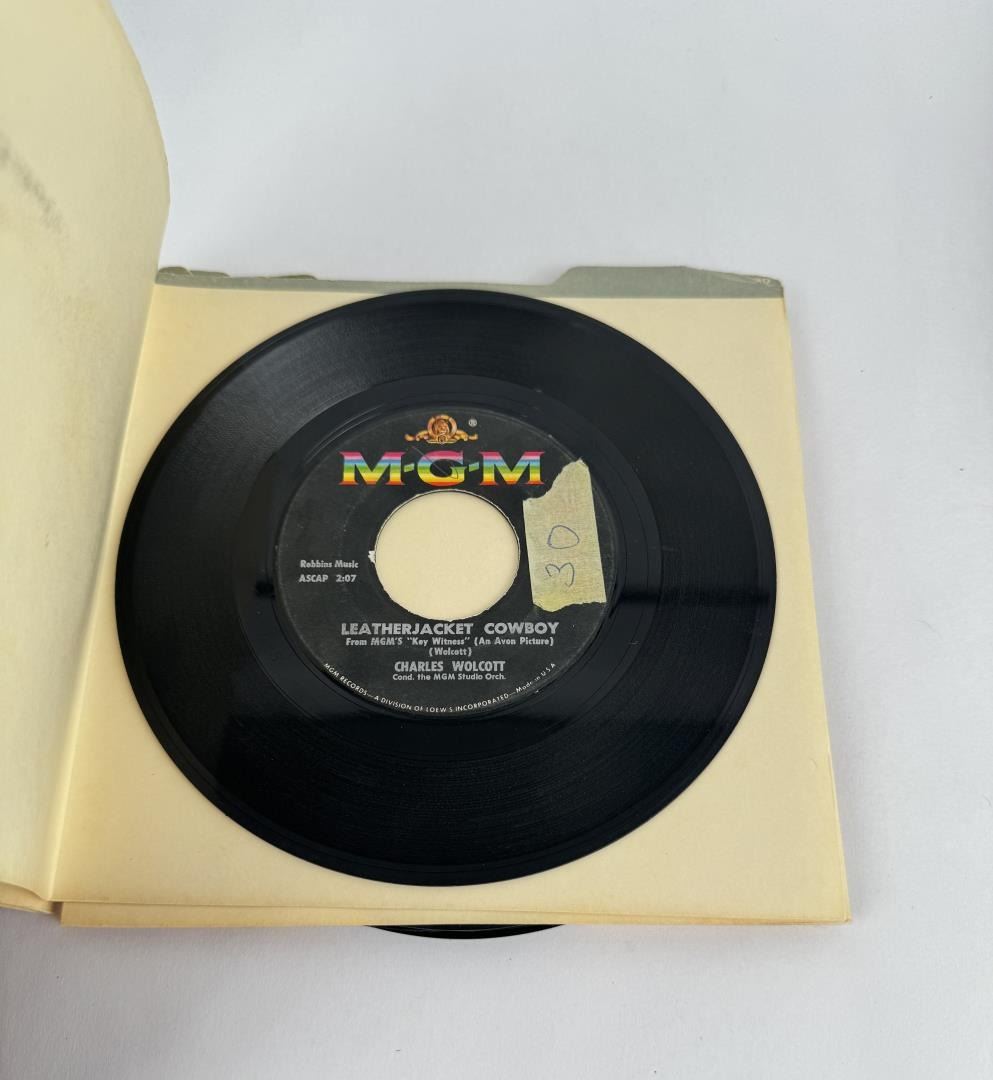 ®
M-G-M
30
Robbins Music
ASCAP 2:07
LEATHERJACKET COWBOY
From MGM'S "Key Witness" (An Avon Picture)
(Wolcott)
CHARLES WOLCOTT
Cond. the MGM Studio Orch.
MGM RECORDS—A DIVISION OF LOEW'S INCORPORATED—Made in U.S.A